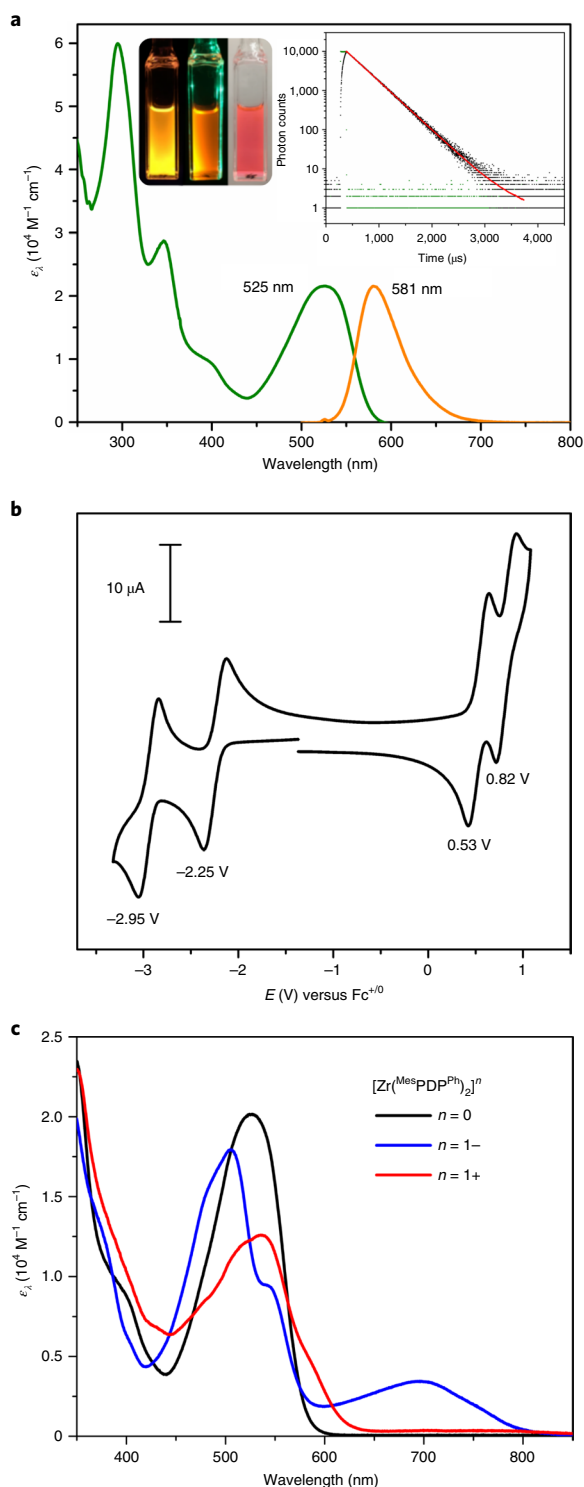 a
6
5
4
3
2
1
0
ελ (10⁴ M⁻¹ cm⁻¹)
300 400 500 600 700 800
Wavelength (nm)
525 nm
581 nm
10,000
1,000
100
10
1
Photon counts
0 1,000 2,000 3,000 4,000
Time (μs)
b
10 μA
−2.95 V
−2.25 V
0.53 V
0.82 V
−3 −2 −1 0 1
E (V) versus Fc⁺/⁰
c
2.5
2.0
1.5
1.0
0.5
0
ελ (10⁴ M⁻¹ cm⁻¹)
[Zr(ᴹᵉˢPDPᴾʰ)₂]ⁿ
n = 0
n = 1−
n = 1+
400 500 600 700 800
Wavelength (nm)